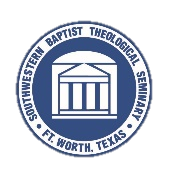 SOUTHWESTERN BAPTIST THEOLOGICAL SEMINARY
• FT. WORTH, TEXAS •